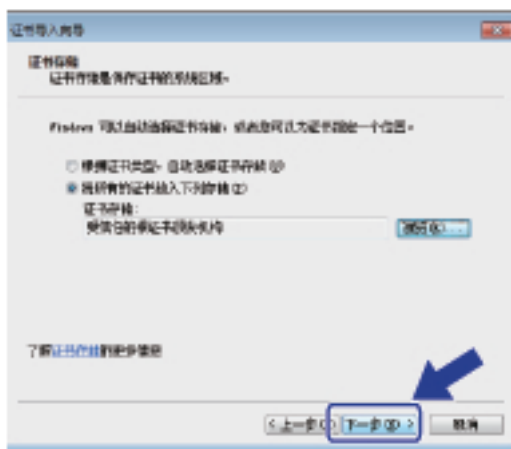 证书导入向导
证书存储
证书存储是保存证书的系统区域。
Windows 可以自动选择证书存储，或者您可以为证书指定一个位置。
根据证书类型，自动选择证书存储(U)
将所有的证书放入下列存储(P)
证书存储:
受信任的根证书颁发机构
浏览(R)...
了解证书存储的更多信息
<上一步(B) 下一步(N) > 取消